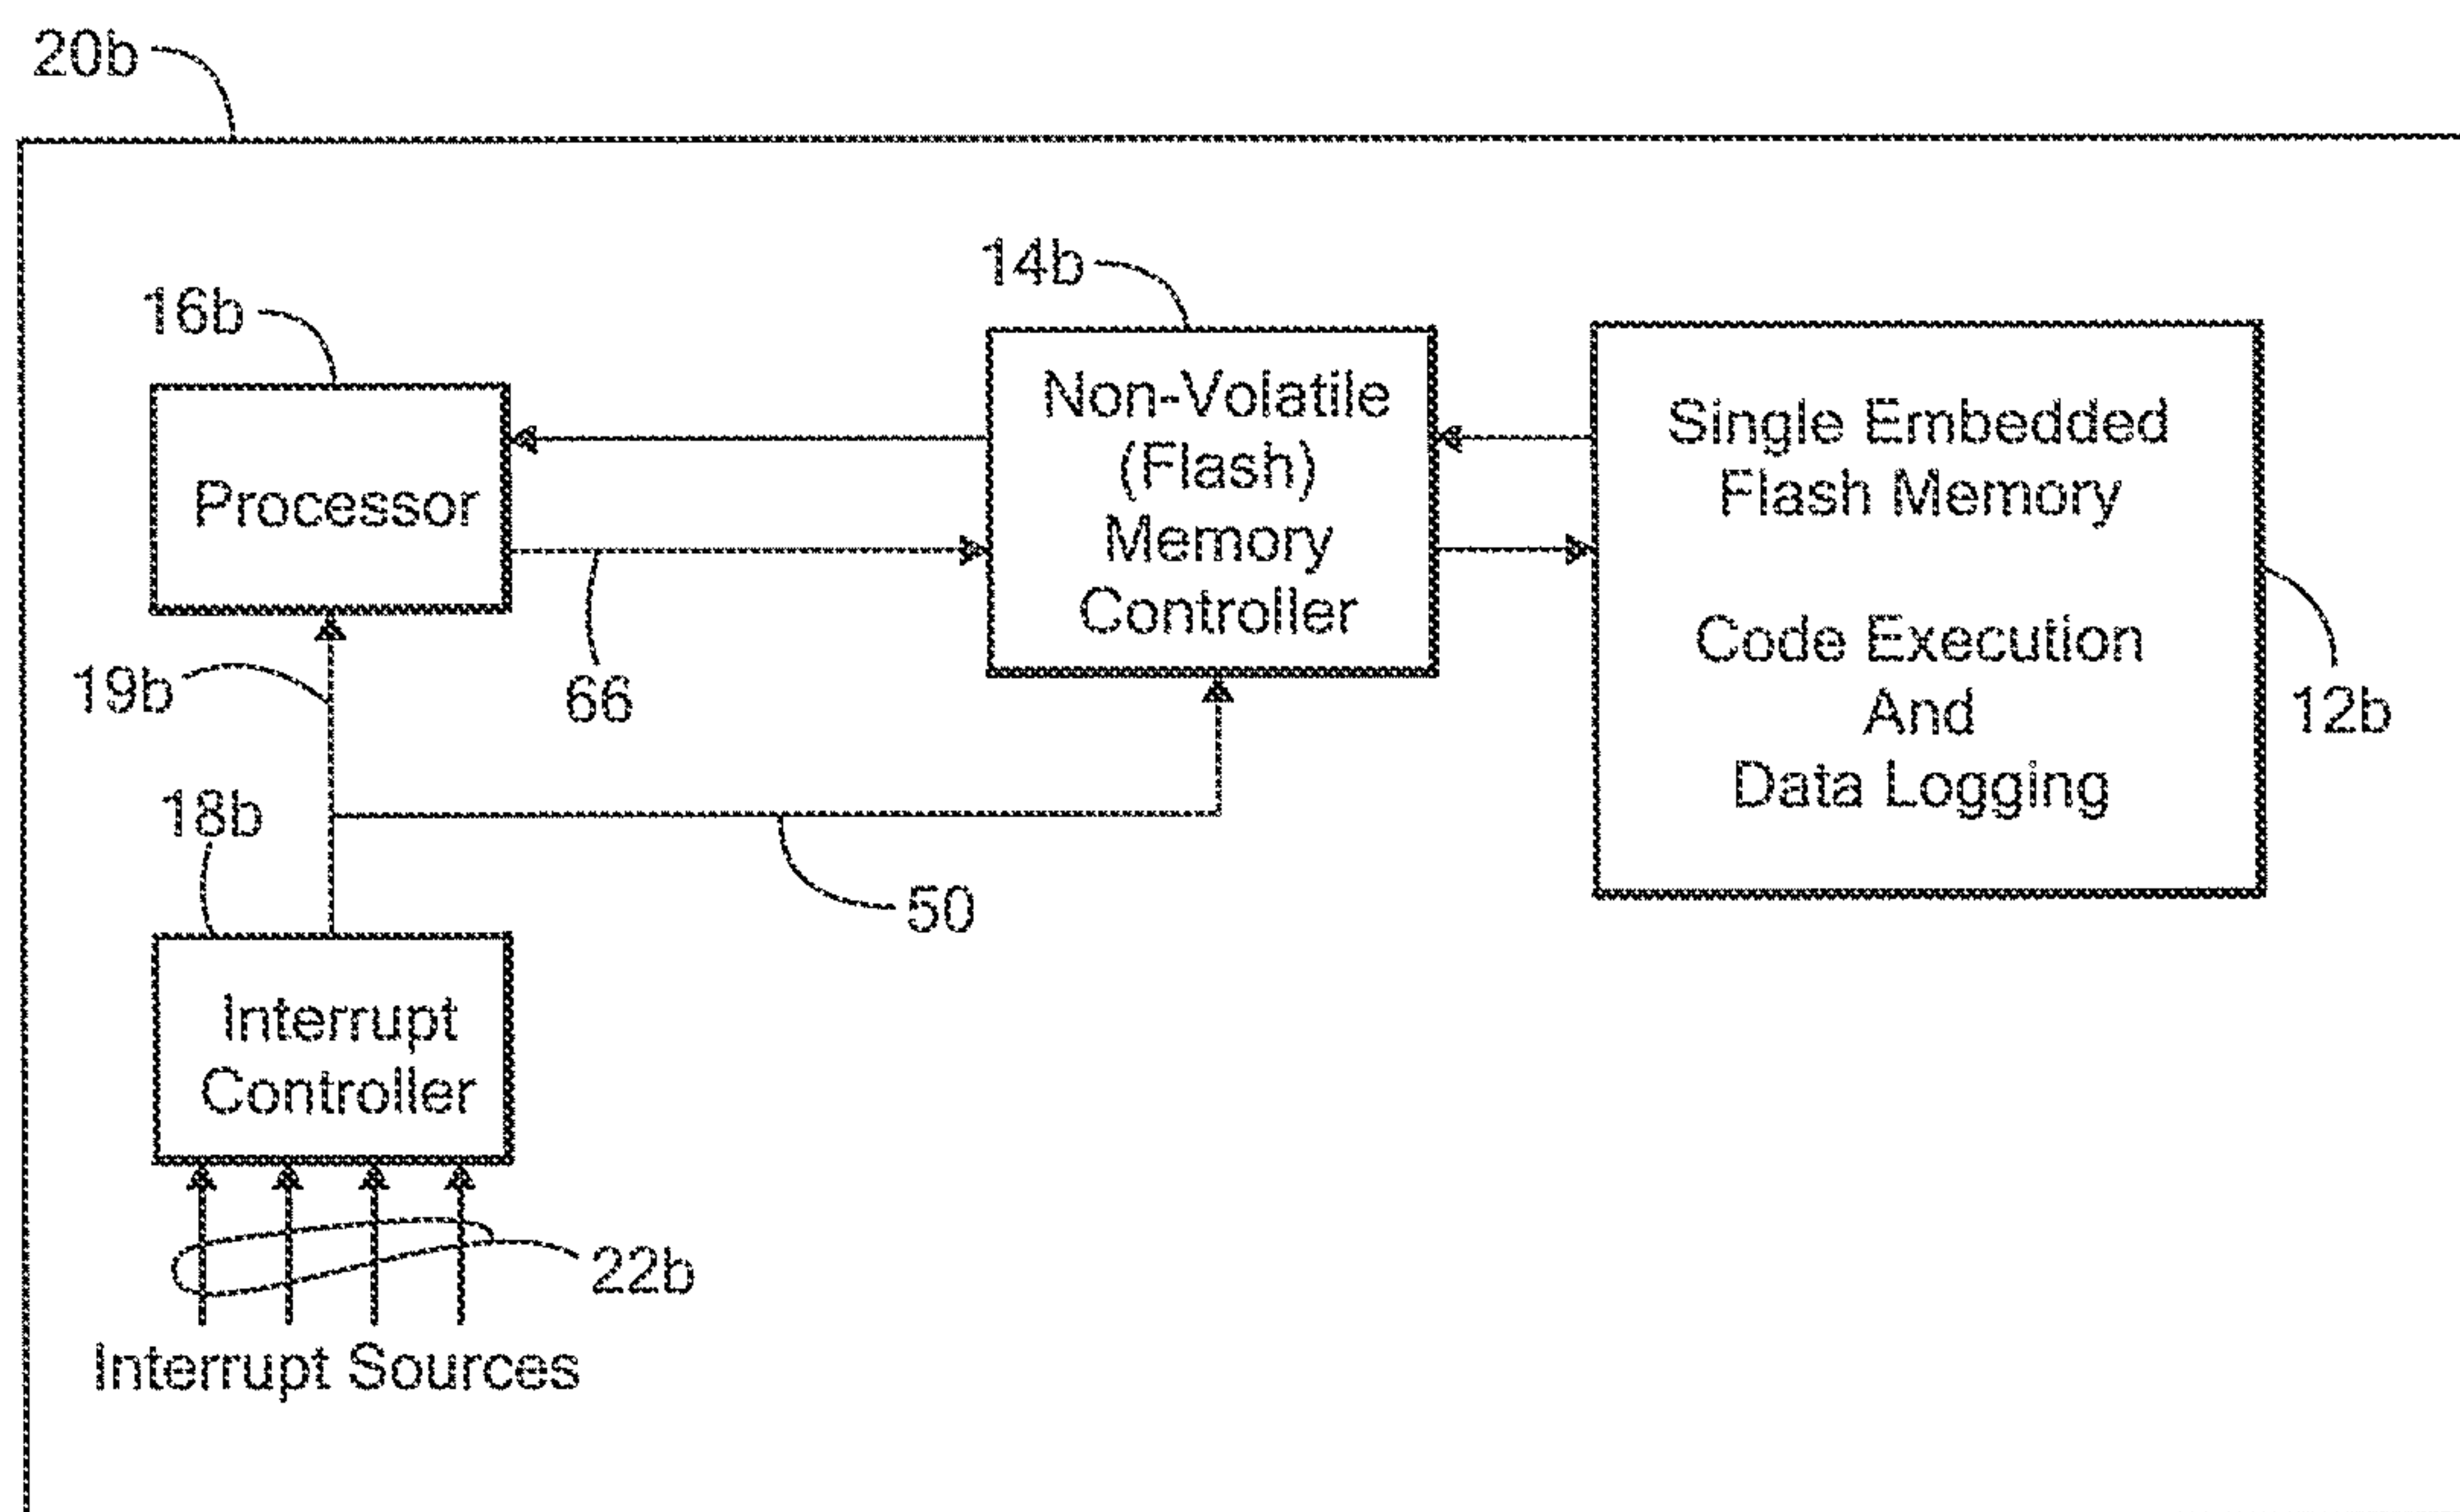 20b
14b
16b
Non-Volatile
(Flash)
Memory
Controller
Single Embedded
Flash Memory
Code Execution
And
Data Logging
Processor
19b
66
12b
18b
50
Interrupt
Controller
22b
Interrupt Sources